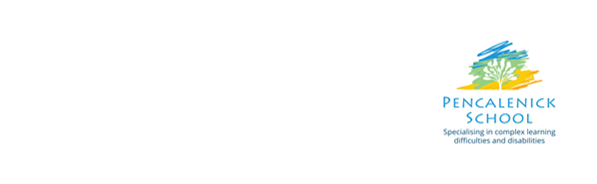 PENCALENICK
SCHOOL
Specialising in complex learning
difficulties and disabilities